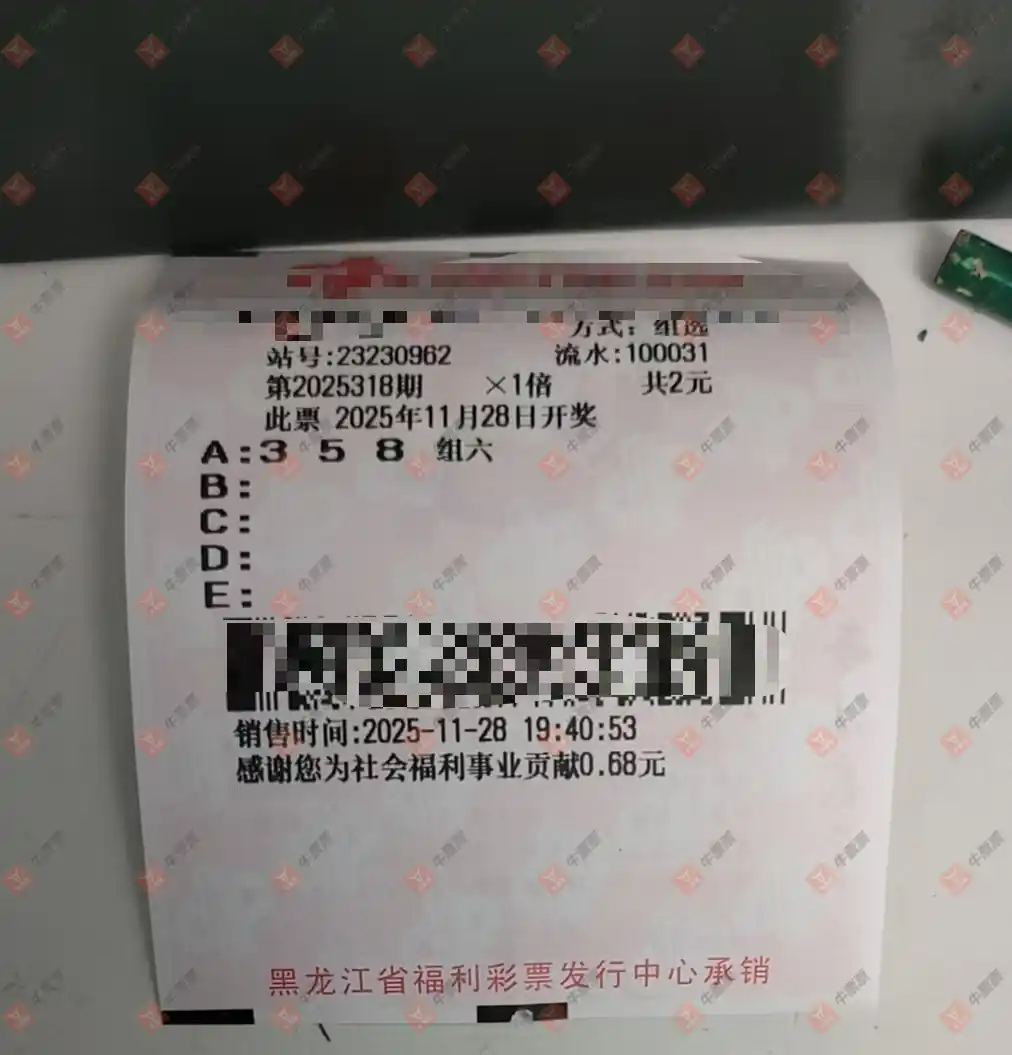 方式：组选
站号:23230962 流水:100031
第2025318期 ×1倍 共2元
此票 2025年11月28日开奖
A:3 5 8 组六
B:
C:
D:
E:
销售时间:2025-11-28 19:40:53
感谢您为社会福利事业贡献0.68元
黑龙江省福利彩票发行中心承销